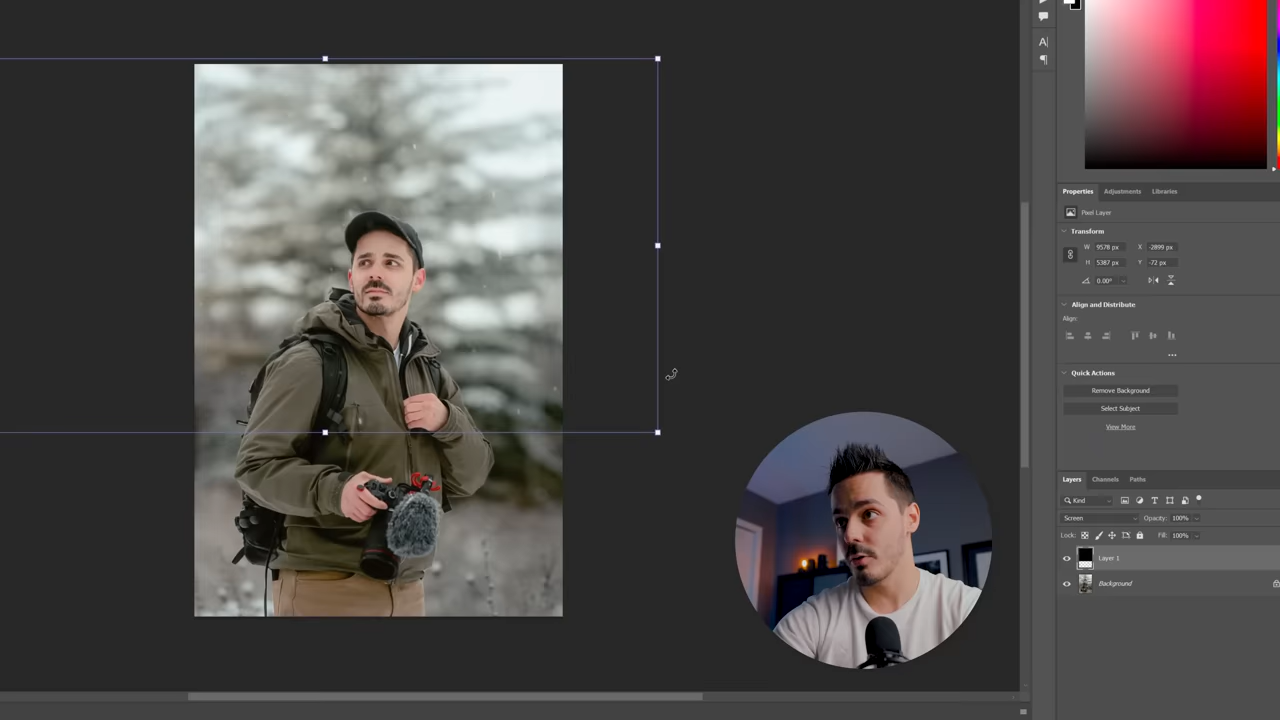 A|
¶
Properties Adjustments Libraries
Pixel Layer
Transform
W 9578 px X -2899 px
H 5387 px Y -72 px
0.00°
Align and Distribute
Align:
Quick Actions
Remove Background
Select Subject
View More
Layers Channels Paths
Kind
Screen Opacity: 100%
Lock: Fill: 100%
Layer 1
Background